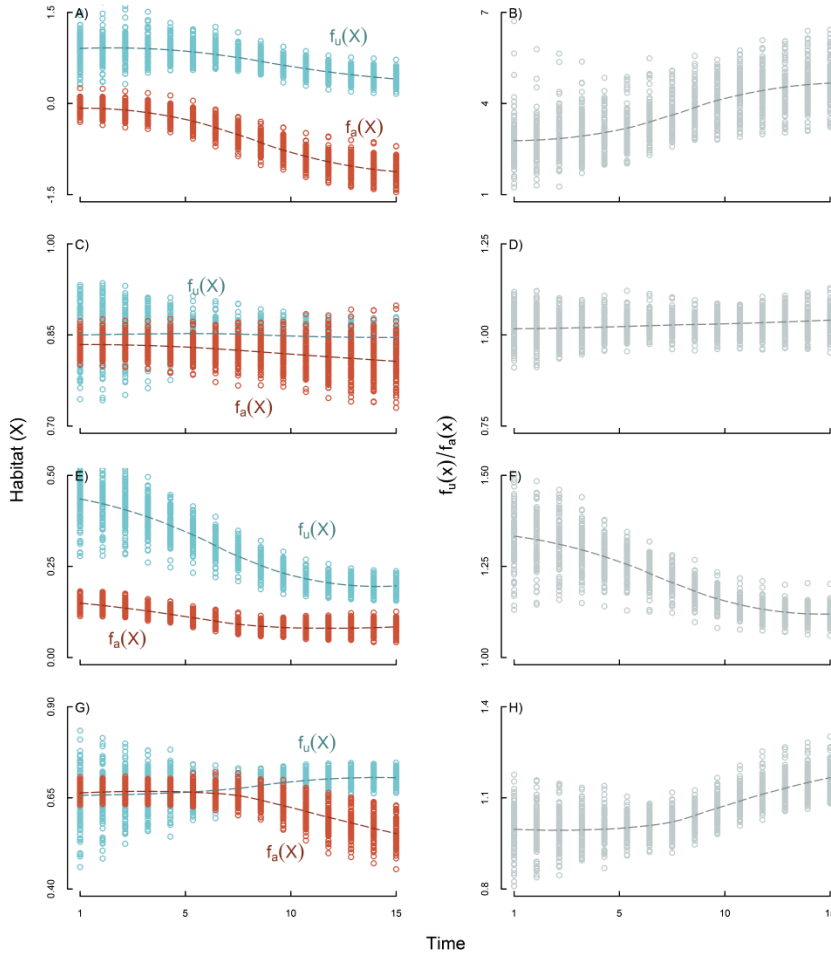 A)
1.5
0.0
-1.5
fu(X)
fa(X)
B)
7
4
1
C)
1.00
0.85
0.70
fu(X)
fa(X)
D)
1.25
1.00
0.75
Habitat (X)
fu(x)/fa(x)
E)
0.50
0.25
0.00
fu(X)
fa(X)
F)
1.50
1.25
1.00
G)
0.90
0.65
0.40
fu(X)
fa(X)
H)
1.4
1.1
0.8
1 5 10 15
1 5 10 15
Time